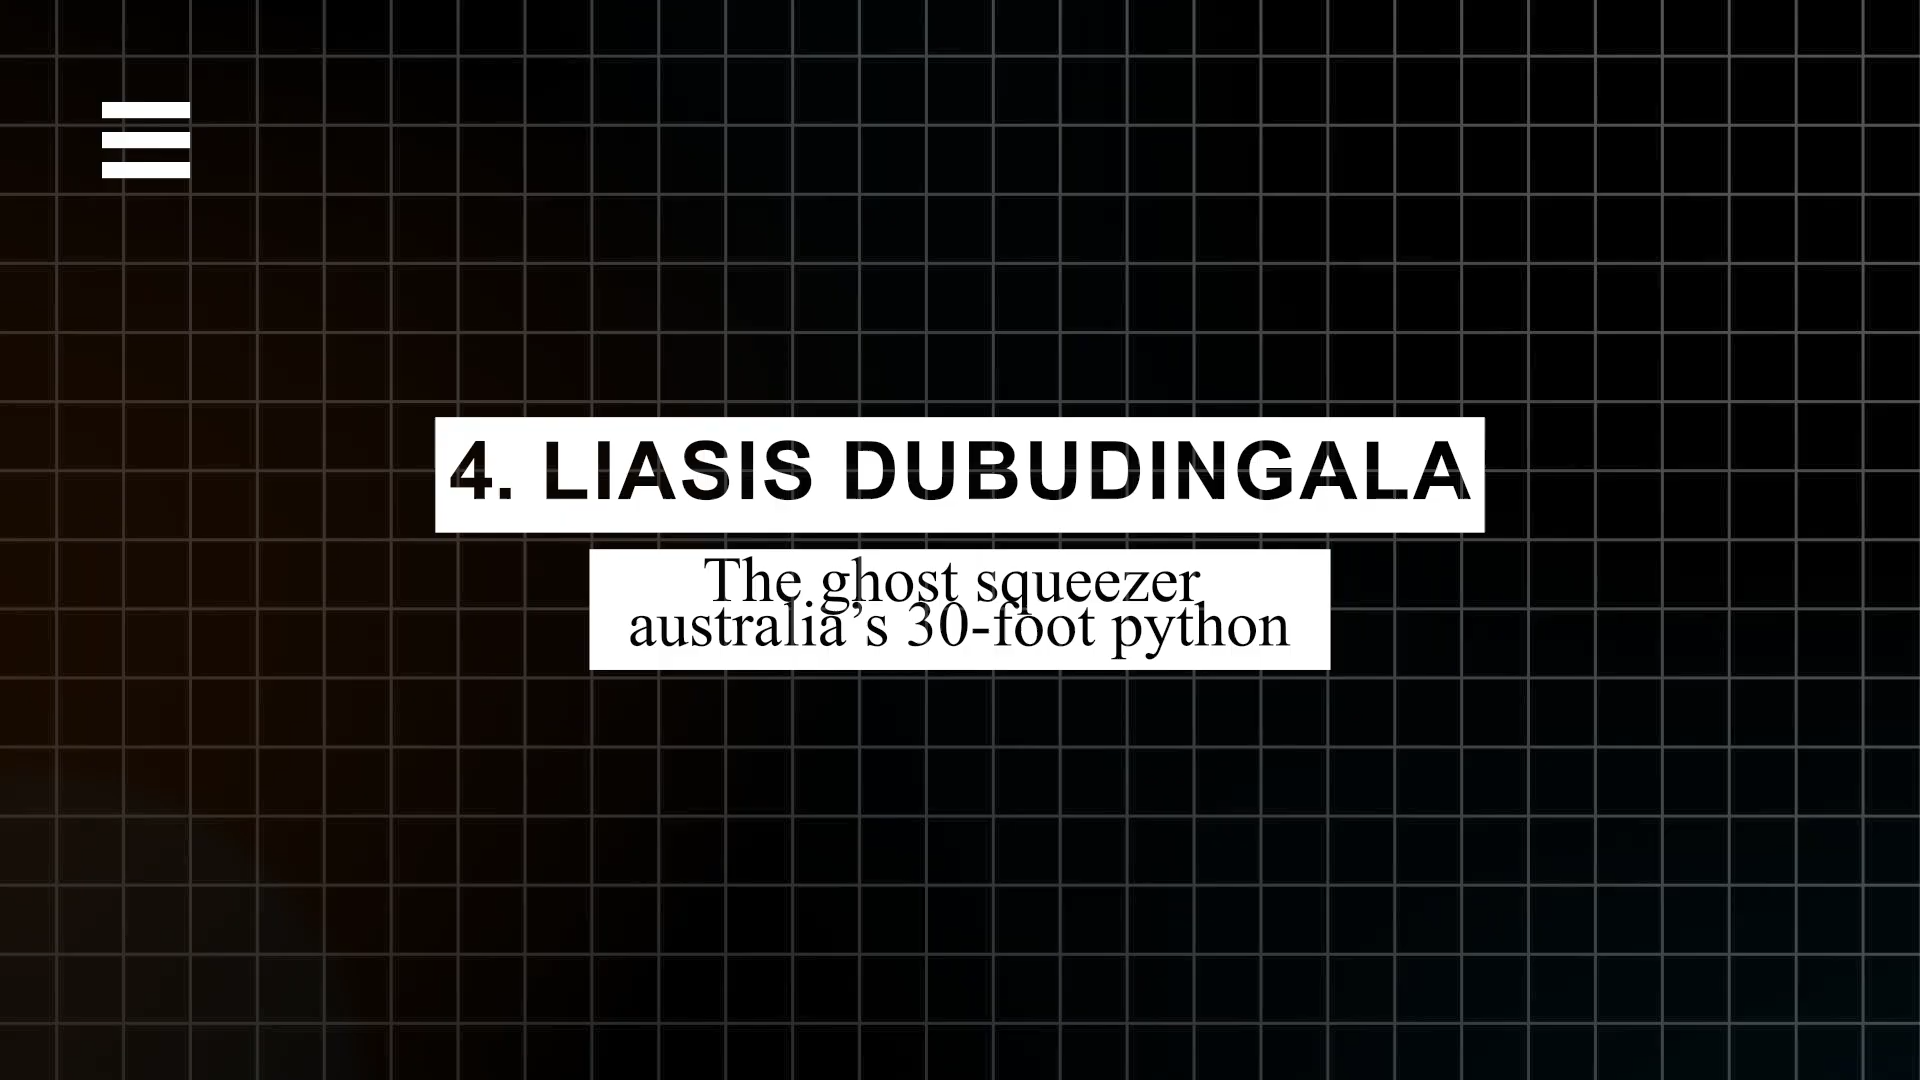 4. LIASIS DUBUDINGALA
The ghost squeezer
australia’s 30-foot python